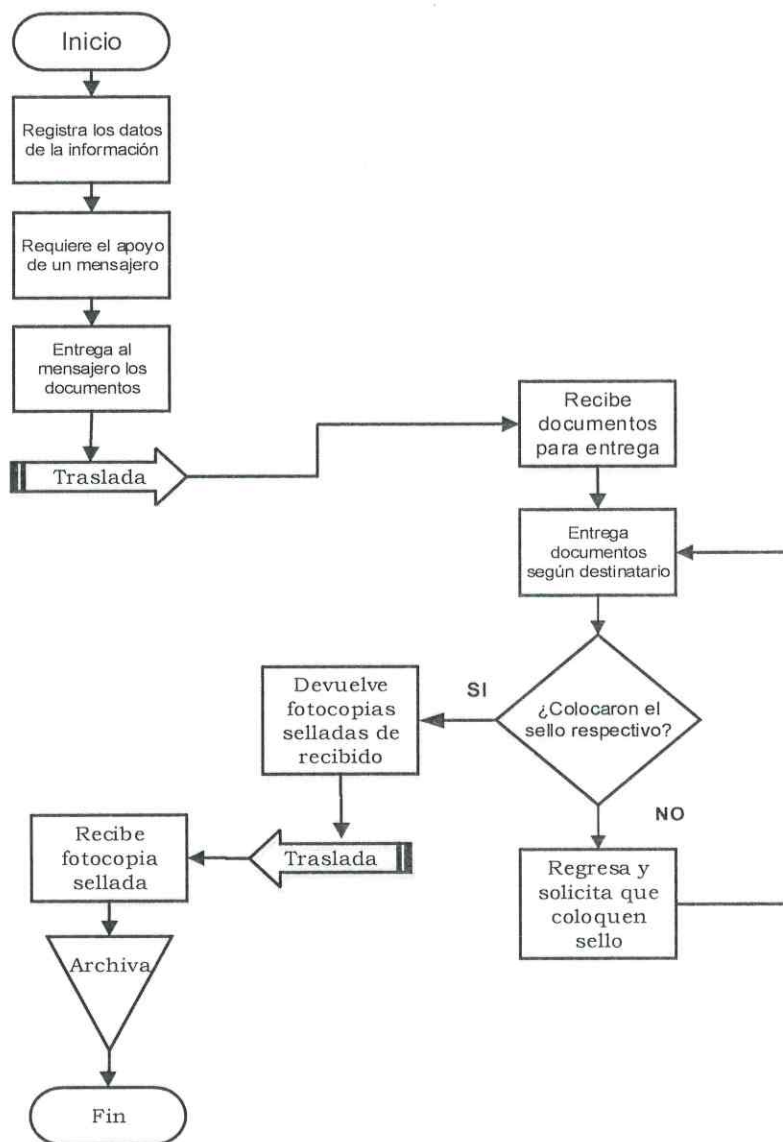 Inicio
Registra los datos
de la información
Requiere el apoyo
de un mensajero
Entrega al
mensajero los
documentos
Traslada
Recibe
documentos
para entrega
Entrega
documentos
según destinatario
¿Colocaron el
sello respectivo?
SI
NO
Devuelve
fotocopias
selladas de
recibido
Regresa y
solicita que
coloquen
sello
Traslada
Recibe
fotocopia
sellada
Archiva
Fin